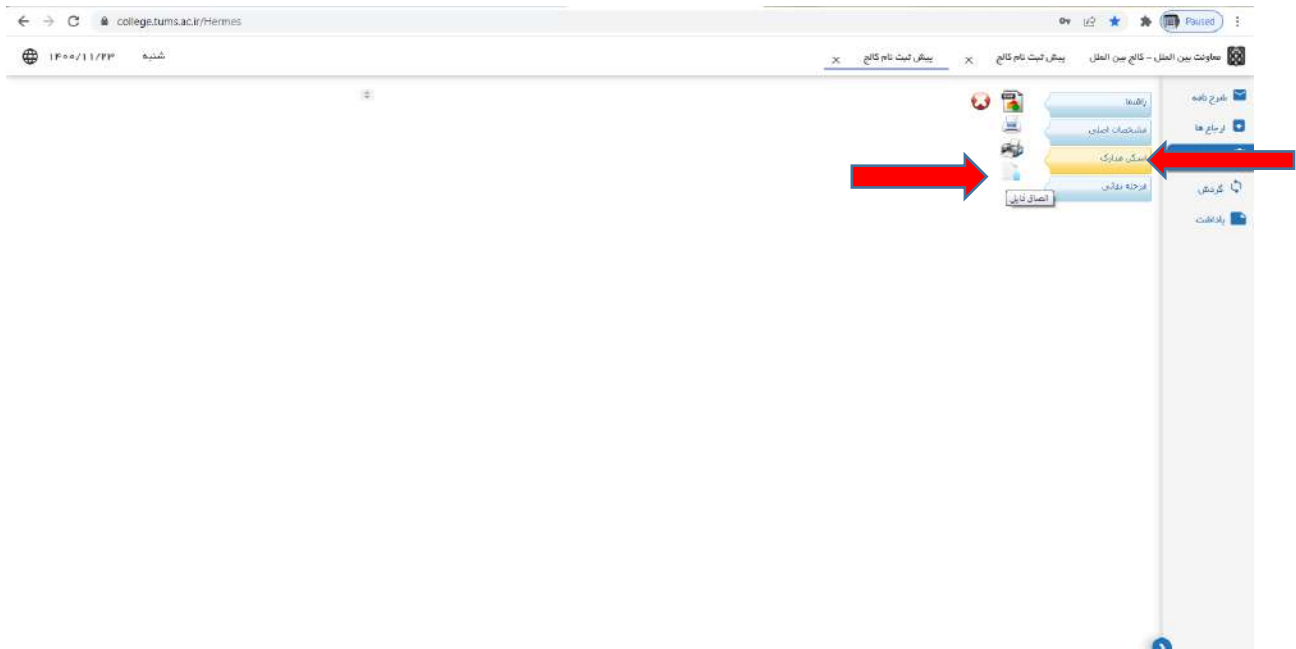 college.tums.ac.ir/Hermes
Paused
معاونت بین الملل – کالج بین الملل
پیش ثبت نام کالج
پیش ثبت نام کالج
شنبه
۱۴۰۰/۱۱/۲۳
شرح نامه
ارجاع ها
گردش
یادداشت
راهنما
مشخصات اصلی
اسکن مدارک
مرحله نهائی
اتصال فایل